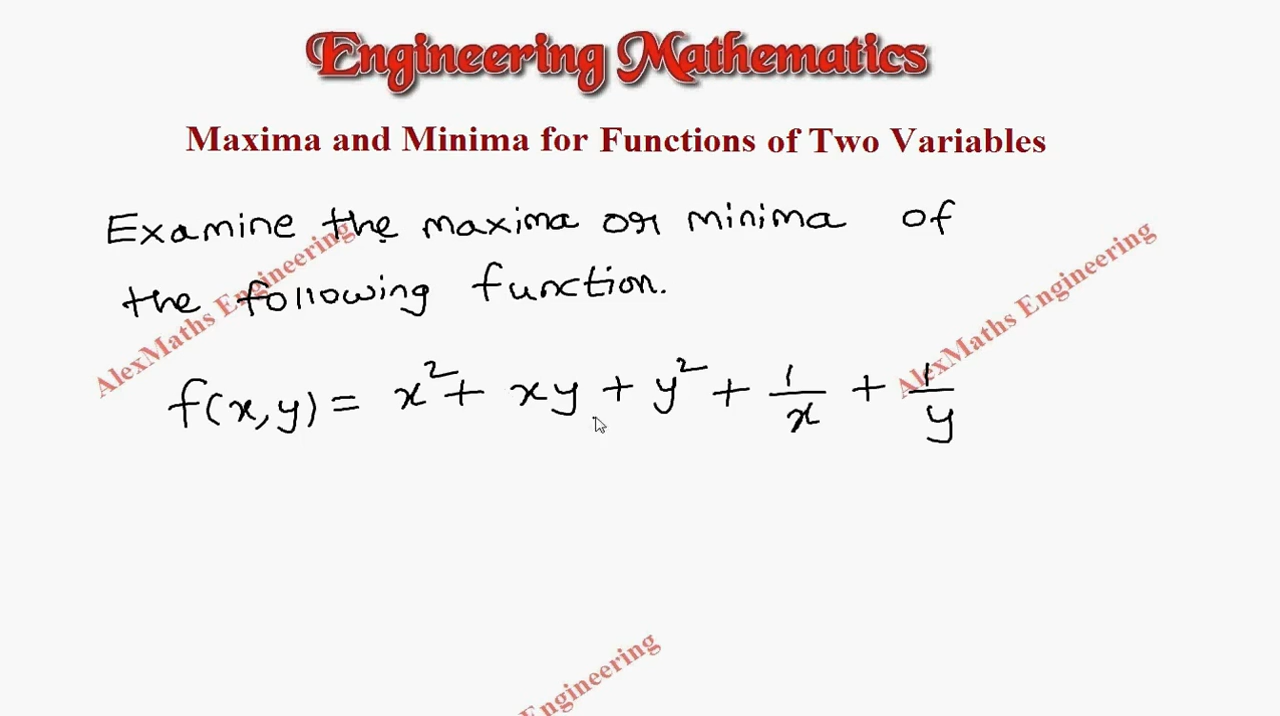 Engineering Mathematics
Maxima and Minima for Functions of Two Variables
Examine the maxima or minima of
the following function.
AlexMaths Engineering
AlexMaths Engineering
f(x,y) = x² + xy + y² + 1/x + 1/y
Engineering